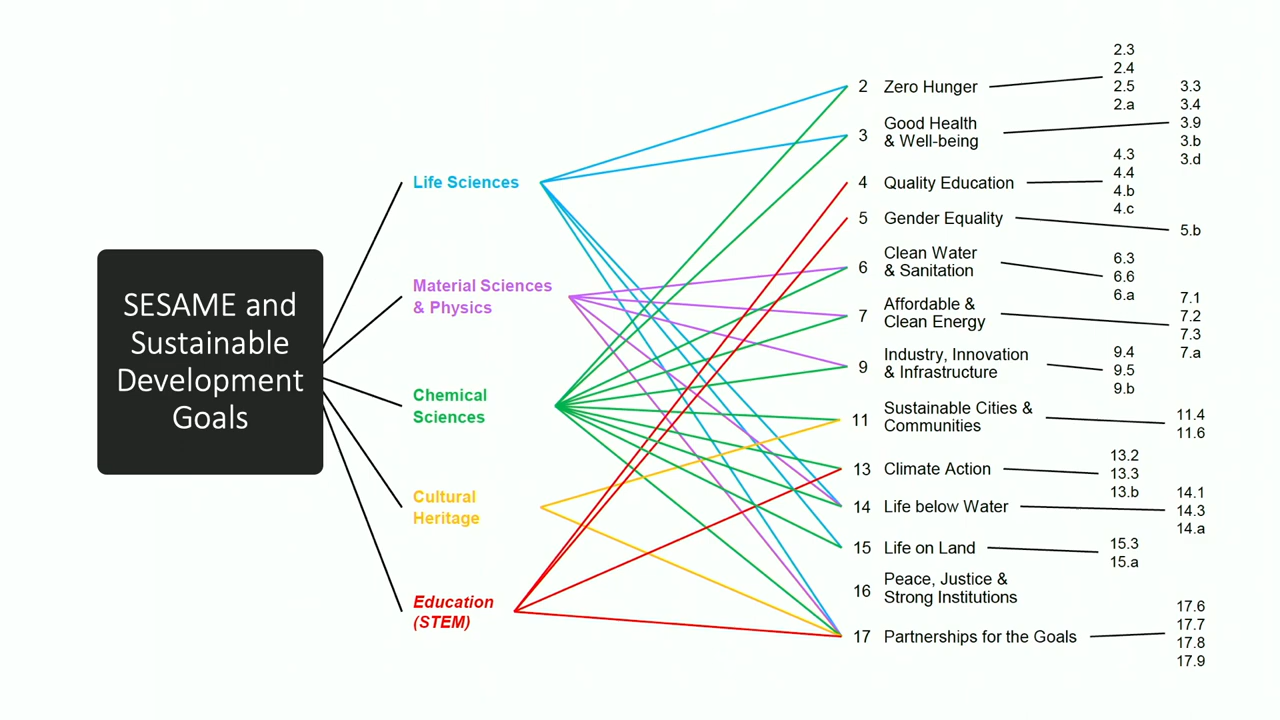 SESAME and
Sustainable
Development
Goals
Life Sciences
Material Sciences
& Physics
Chemical
Sciences
Cultural
Heritage
Education
(STEM)
2 Zero Hunger
2.3
2.4
2.5
2.a
3 Good Health
& Well-being
3.3
3.4
3.9
3.b
3.d
4 Quality Education
4.3
4.4
4.b
4.c
5 Gender Equality
5.b
6 Clean Water
& Sanitation
6.3
6.6
6.a
7 Affordable &
Clean Energy
7.1
7.2
7.3
7.a
9 Industry, Innovation
& Infrastructure
9.4
9.5
9.b
11 Sustainable Cities &
Communities
11.4
11.6
13 Climate Action
13.2
13.3
13.b
14 Life below Water
14.1
14.3
14.a
15 Life on Land
15.3
15.a
16 Peace, Justice &
Strong Institutions
17 Partnerships for the Goals
17.6
17.7
17.8
17.9